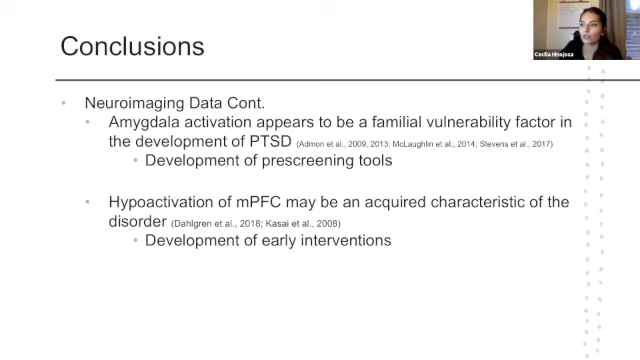 Conclusions
Cecilia Hinojosa
• Neuroimaging Data Cont.
• Amygdala activation appears to be a familial vulnerability factor in
the development of PTSD (Admon et al., 2009, 2013; McLaughlin et al., 2014; Stevens et al., 2017)
• Development of prescreening tools
• Hypoactivation of mPFC may be an acquired characteristic of the
disorder (Dahlgren et al., 2018; Kasai et al., 2008)
• Development of early interventions